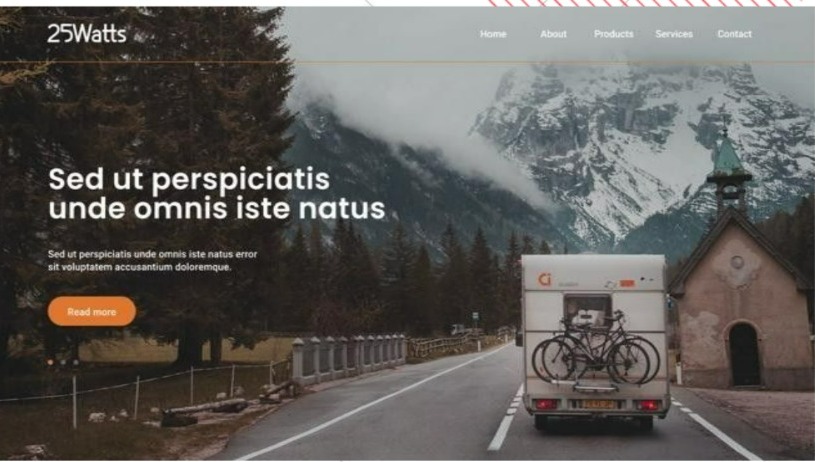 25Watts
Home About Products Services Contact
Sed ut perspiciatis
unde omnis iste natus
Sed ut perspiciatis unde omnis iste natus error
sit voluptatem accusantium doloremque.
Read more
Ci